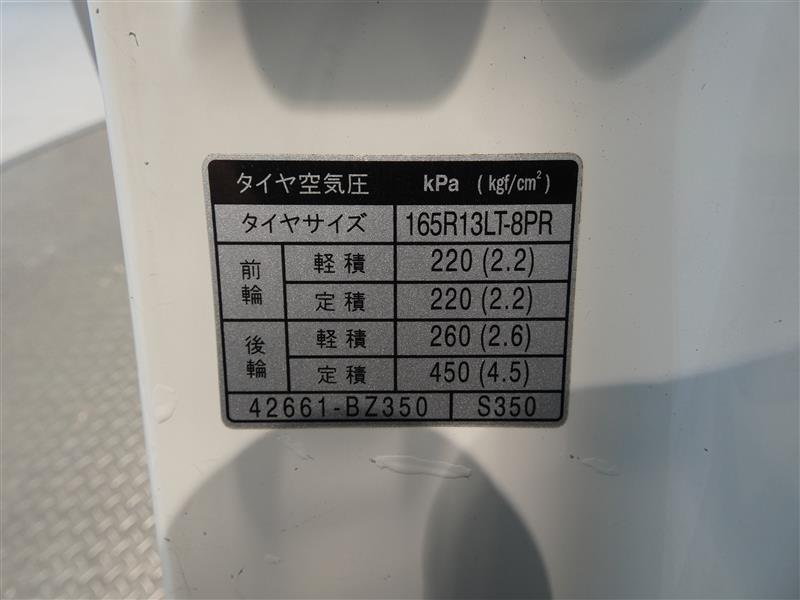 タイヤ空気圧 kPa (kgf/cm²)
タイヤサイズ 165R13LT-8PR
前輪 軽積 220 (2.2)
定積 220 (2.2)
後輪 軽積 260 (2.6)
定積 450 (4.5)
42661-BZ350 S350